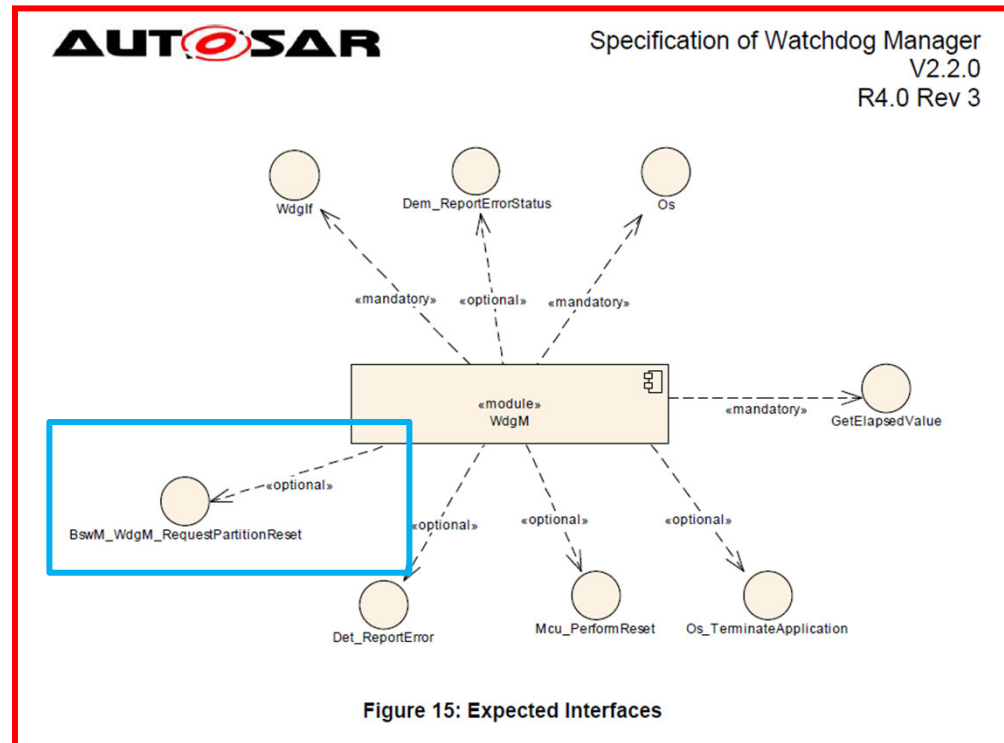 AUTOSAR
Specification of Watchdog Manager
V2.2.0
R4.0 Rev 3
WdgIf
Dem_ReportErrorStatus
Os
«mandatory»
«optional»
«mandatory»
«module»
WdgM
«mandatory»
GetElapsedValue
«optional»
BswM_WdgM_RequestPartitionReset
«optional»
«optional»
«optional»
Det_ReportError
Mcu_PerformReset
Os_TerminateApplication
Figure 15: Expected Interfaces